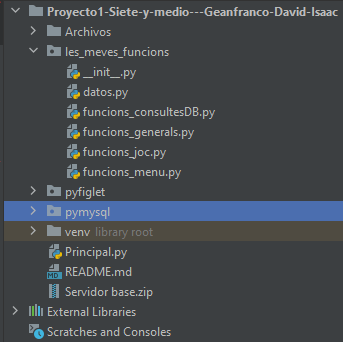 Proyecto1-Siete-y-medio---Geanfranco-David-Isaac
Archivos
les_meves_funcions
__init__.py
datos.py
funcions_consultesDB.py
funcions_generals.py
funcions_joc.py
funcions_menu.py
pyfiglet
pymysql
venv library root
Principal.py
README.md
Servidor base.zip
External Libraries
Scratches and Consoles